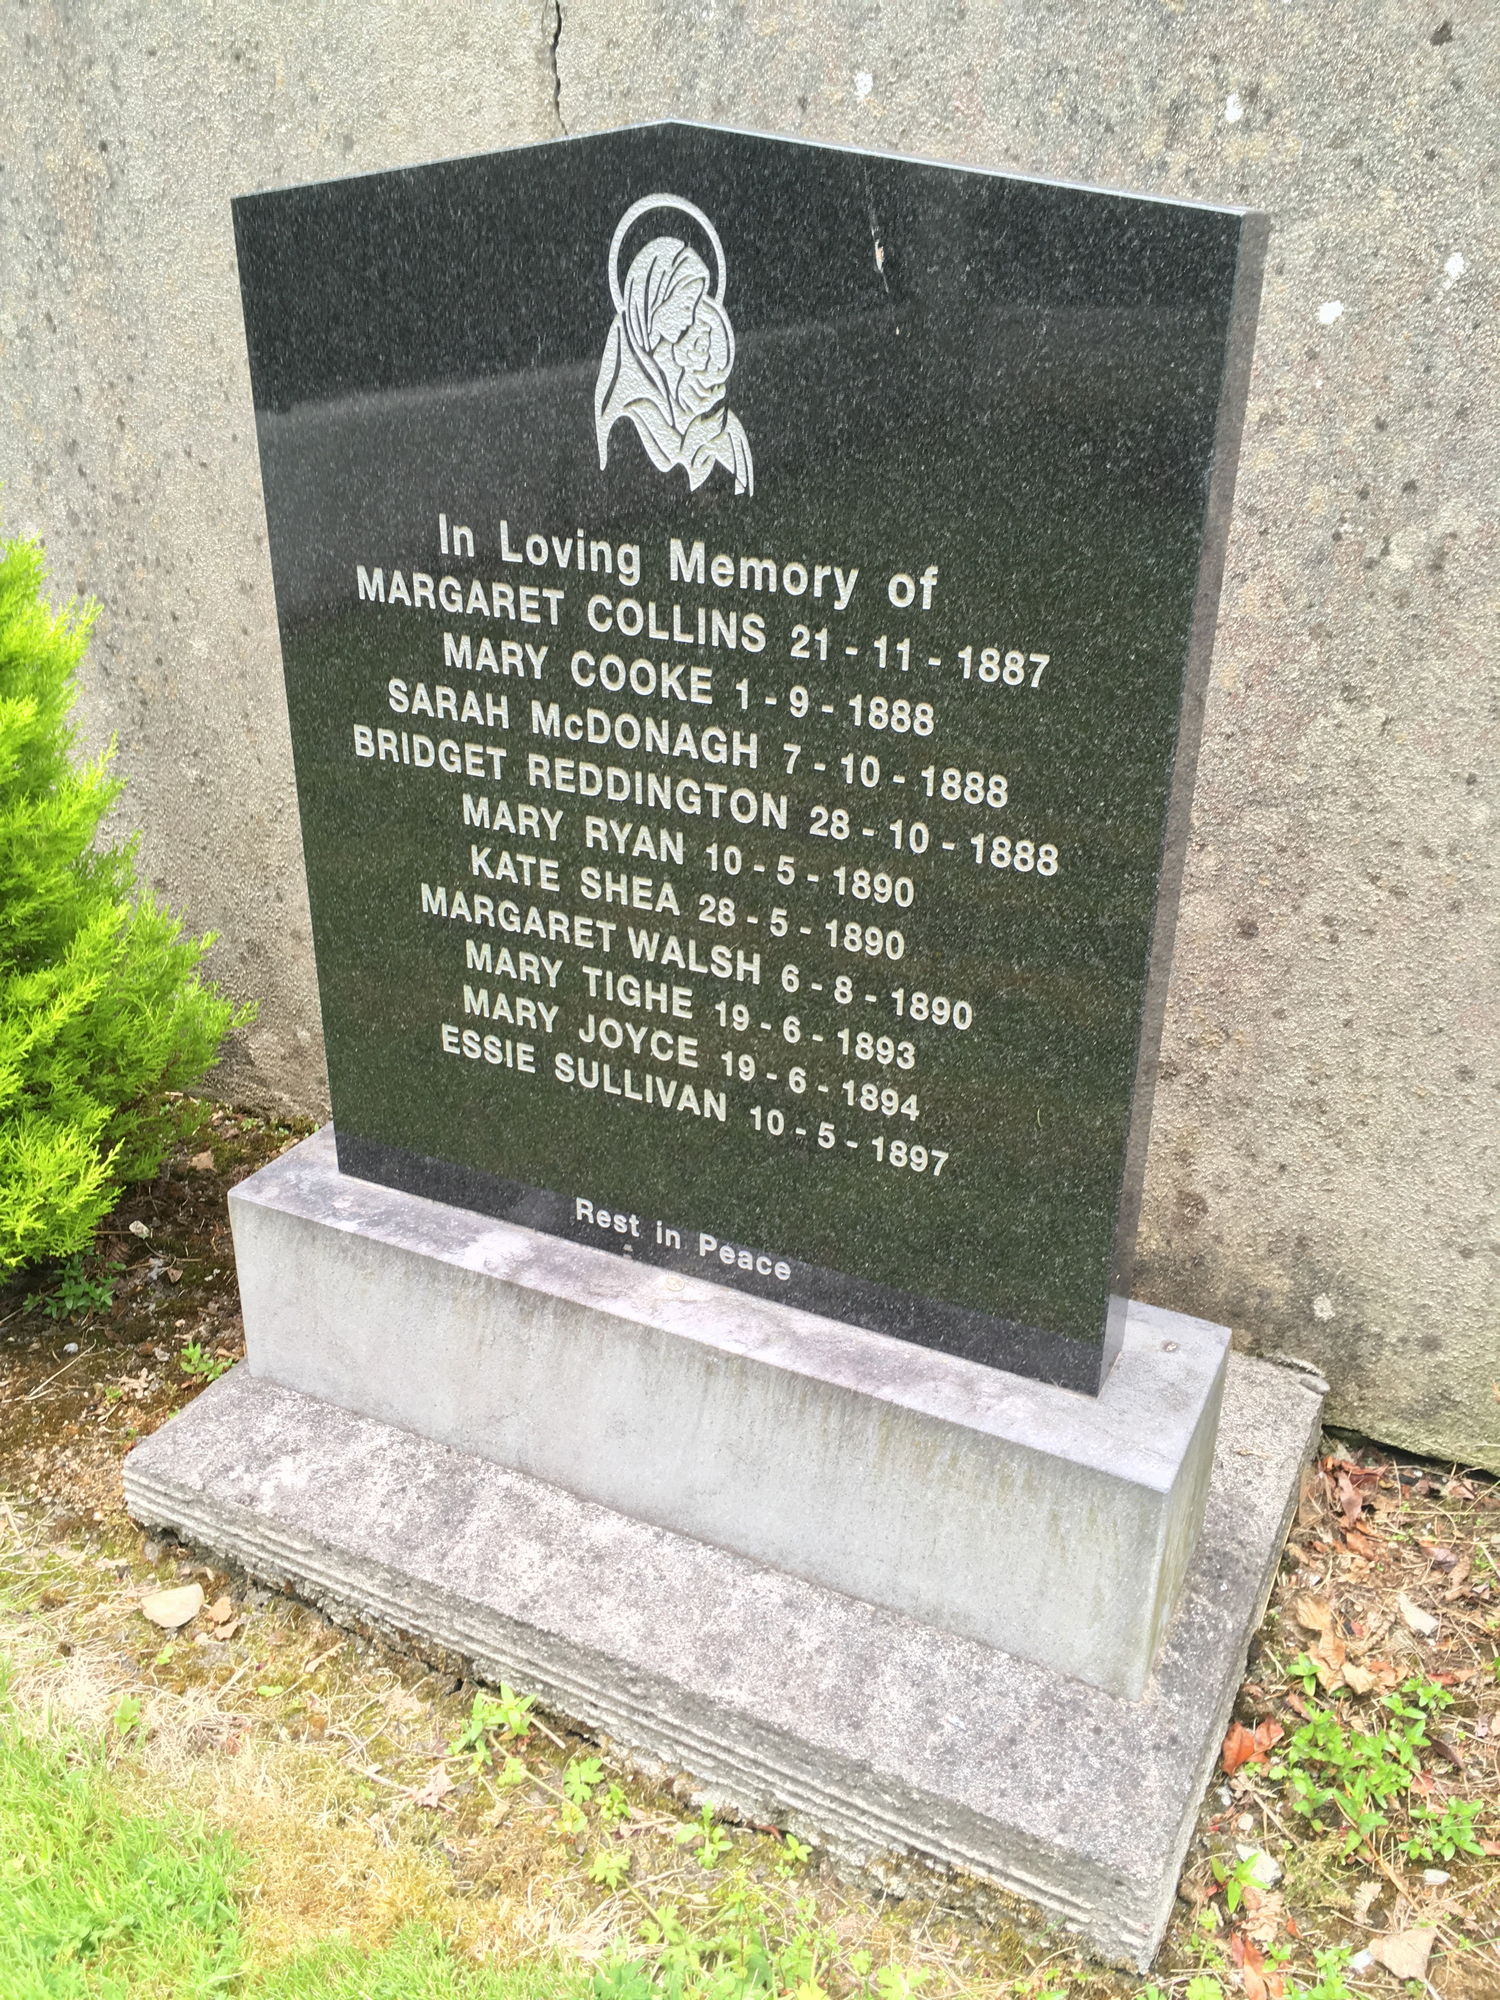 In Loving Memory of
MARGARET COLLINS 21 - 11 - 1887
MARY COOKE 1 - 9 - 1888
SARAH McDONAGH 7 - 10 - 1888
BRIDGET REDDINGTON 28 - 10 - 1888
MARY RYAN 10 - 5 - 1890
KATE SHEA 28 - 5 - 1890
MARGARET WALSH 6 - 8 - 1890
MARY TIGHE 19 - 6 - 1893
MARY JOYCE 19 - 6 - 1894
ESSIE SULLIVAN 10 - 5 - 1897
Rest in Peace